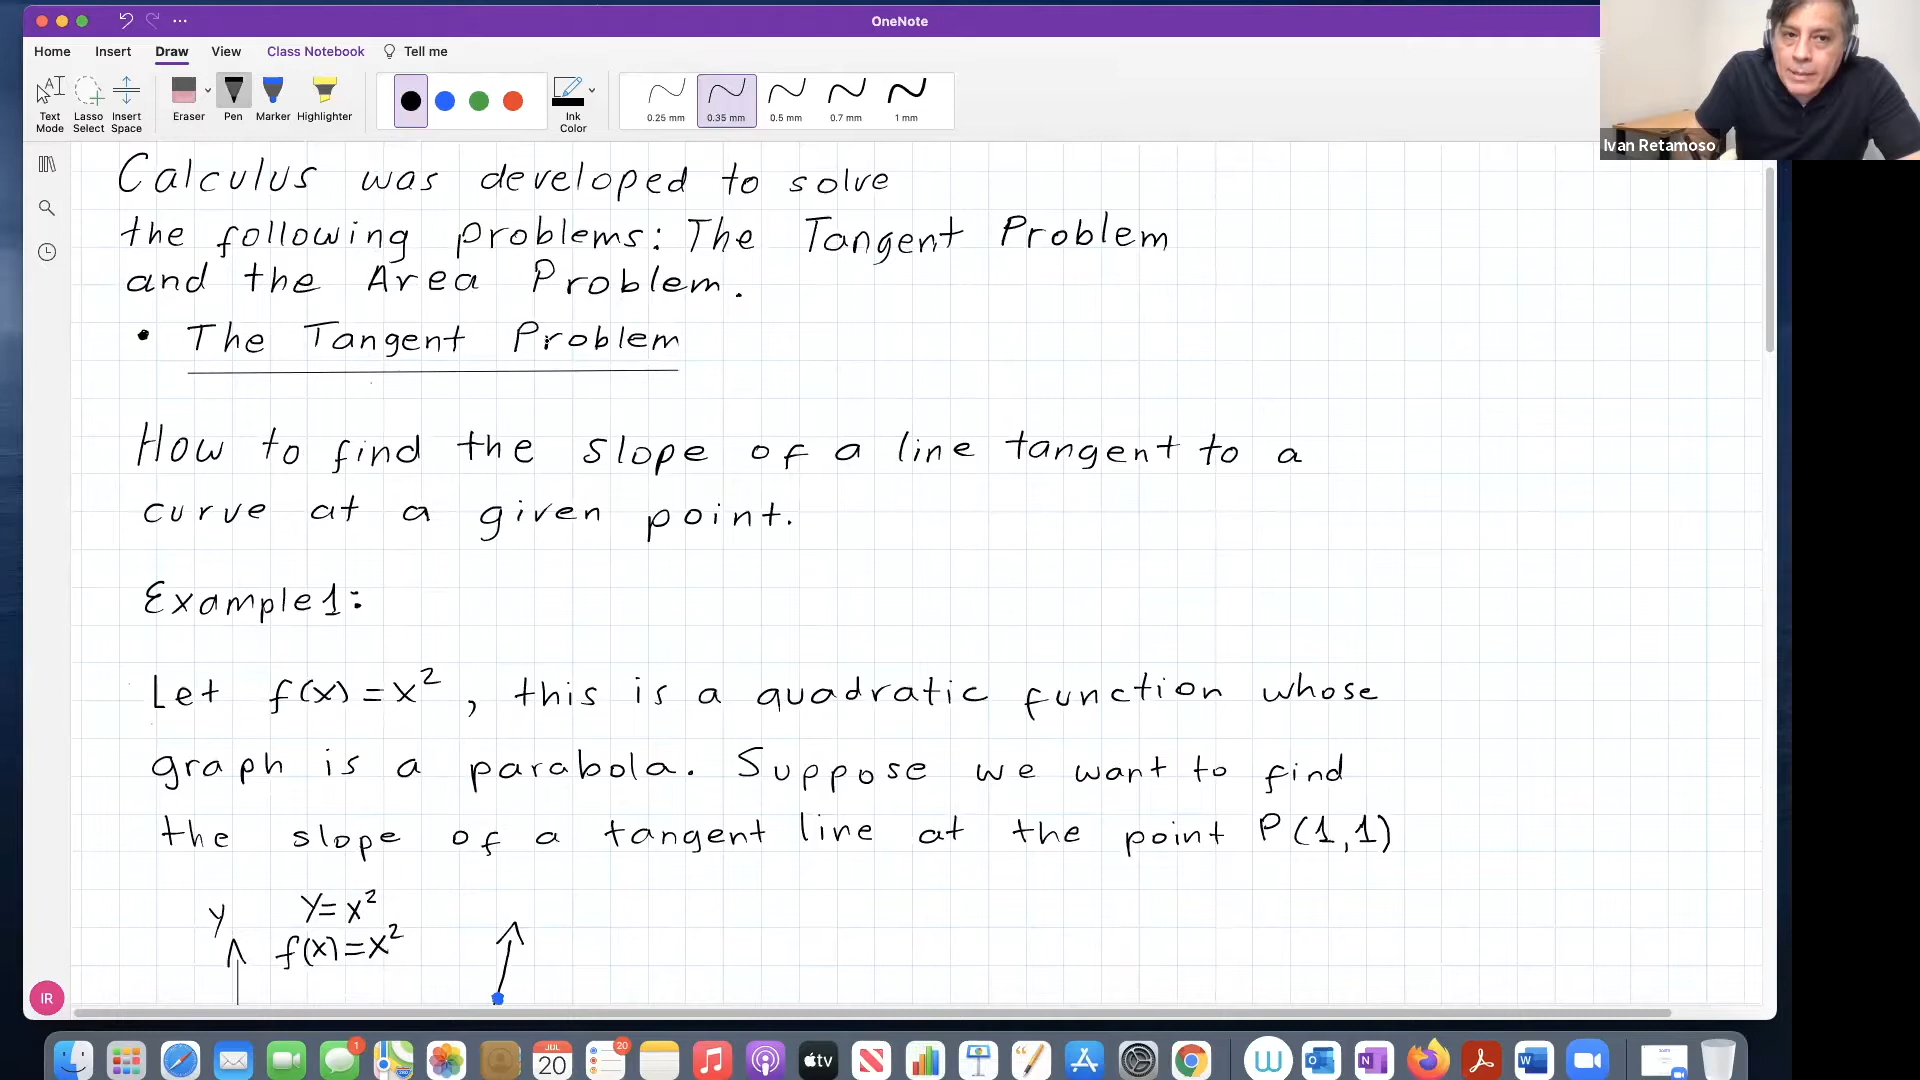 OneNote
Home Insert Draw View Class Notebook Tell me
Text Mode
Lasso Select
Insert Space
Eraser
Pen
Marker
Highlighter
Ink Color
0.25 mm
0.35 mm
0.5 mm
0.7 mm
1 mm
Ivan Retamoso
Calculus was developed to solve
the following problems: The Tangent Problem
and the Area Problem.
• The Tangent Problem
How to find the slope of a line tangent to a
curve at a given point.
Example1:
Let f(x)=x², this is a quadratic function whose
graph is a parabola. Suppose we want to find
the slope of a tangent line at the point P(1,1)
y
y=x²
f(x)=x²
IR
1
JUL
20
20
tv
W